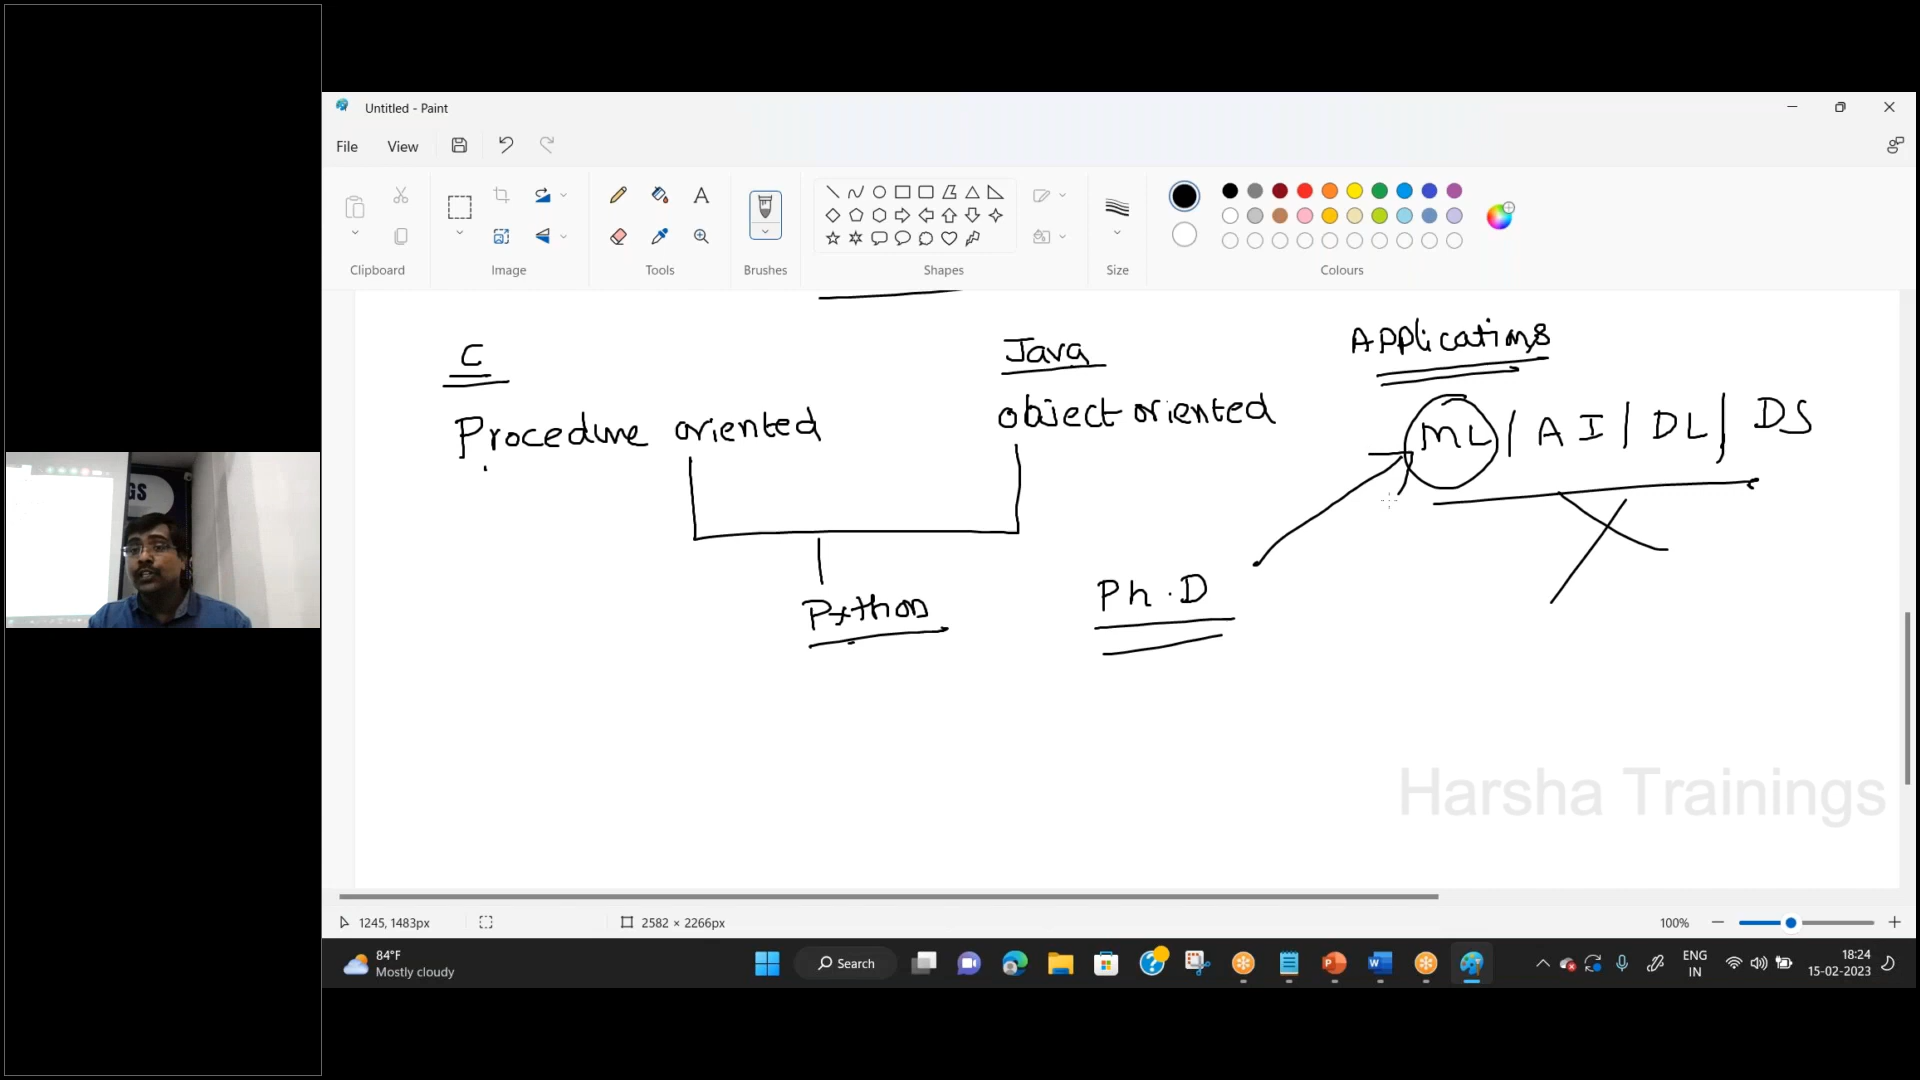 Untitled - Paint
File View
Clipboard Image Tools Brushes Shapes Size Colours
C Java Applications
Procedure oriented object oriented ML / AI / DL / DS
Python Ph.D
GS
Harsha Trainings
1245, 1483px 2582 × 2266px 100%
84°F
Mostly cloudy
Search
ENG
IN
18:24
15-02-2023